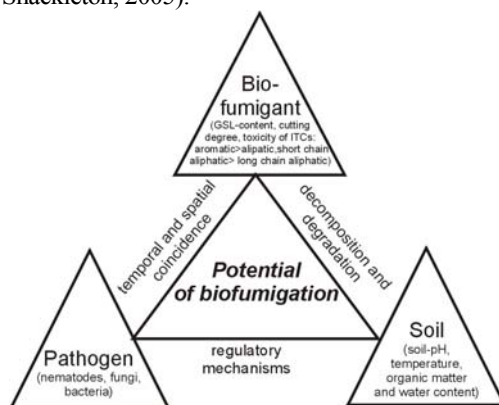 Shackleton, 2005).
Bio-
fumigant
(GSL-content, cutting
degree, toxicity of ITCs:
aromatic>alipatic,short chain
aliphatic> long chain aliphatic)
temporal and spatial
coincidence
decomposition and
degradation
Potential
of biofumigation
Pathogen
(nematodes, fungi,
bacteria)
regulatory
mechanisms
Soil
(soil-pH,
temperature,
organic matter
and water content)